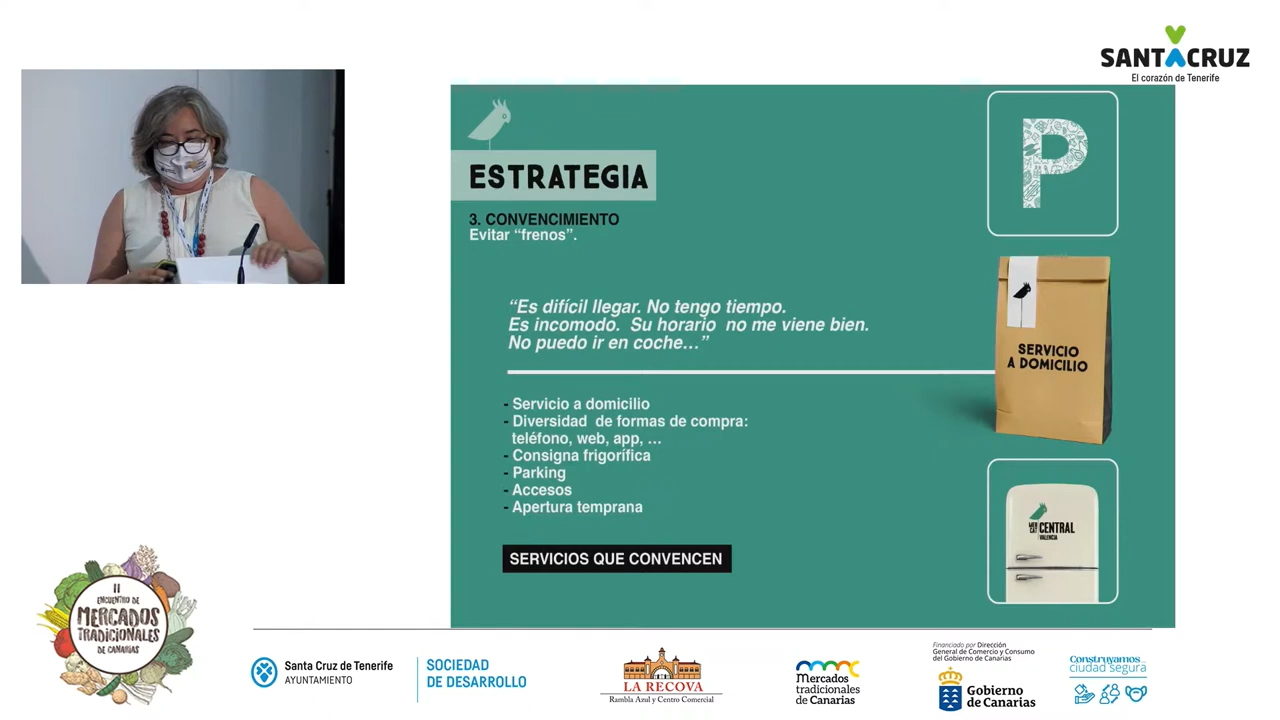 SANTACRUZ
El corazón de Tenerife
ESTRATEGIA
3. CONVENCIMIENTO
Evitar “frenos”.
“Es difícil llegar. No tengo tiempo.
Es incomodo.  Su horario  no me viene bien.
No puedo ir en coche…”
- Servicio a domicilio
- Diversidad  de formas de compra:
teléfono, web, app, …
- Consigna frigorífica
- Parking
- Accesos
- Apertura temprana
SERVICIOS QUE CONVENCEN
P
SERVICIO
A DOMICILIO
MER
CAT CENTRAL
VALENCIA
II
ENCUENTRO DE
MERCADOS
TRADICIONALES
DE CANARIAS
Santa Cruz de Tenerife
AYUNTAMIENTO
SOCIEDAD
DE DESARROLLO
LA RECOVA
Rambla Azul y Centro Comercial
Mercados
tradicionales
de Canarias
Financiado por Dirección
General de Comercio y Consumo
del Gobierno de Canarias
Gobierno
de Canarias
Construyamos...
ciudad segura